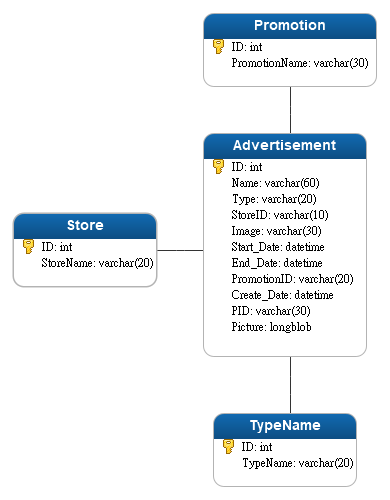 Promotion
ID: int
PromotionName: varchar(30)
Advertisement
ID: int
Name: varchar(60)
Type: varchar(20)
StoreID: varchar(10)
Image: varchar(30)
Start_Date: datetime
End_Date: datetime
PromotionID: varchar(20)
Create_Date: datetime
PID: varchar(30)
Picture: longblob
Store
ID: int
StoreName: varchar(20)
TypeName
ID: int
TypeName: varchar(20)